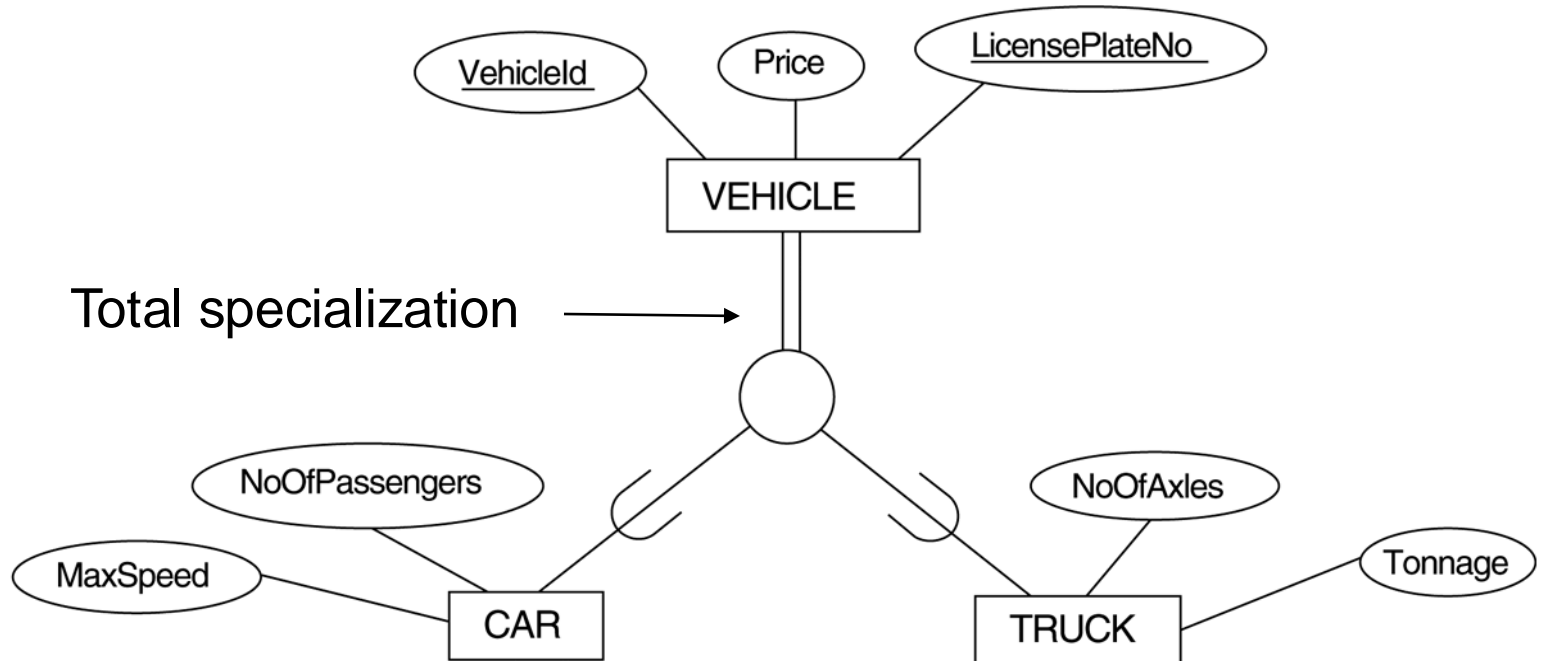 VehicleId
Price
LicensePlateNo
VEHICLE
Total specialization
NoOfPassengers
NoOfAxles
MaxSpeed
Tonnage
CAR
TRUCK